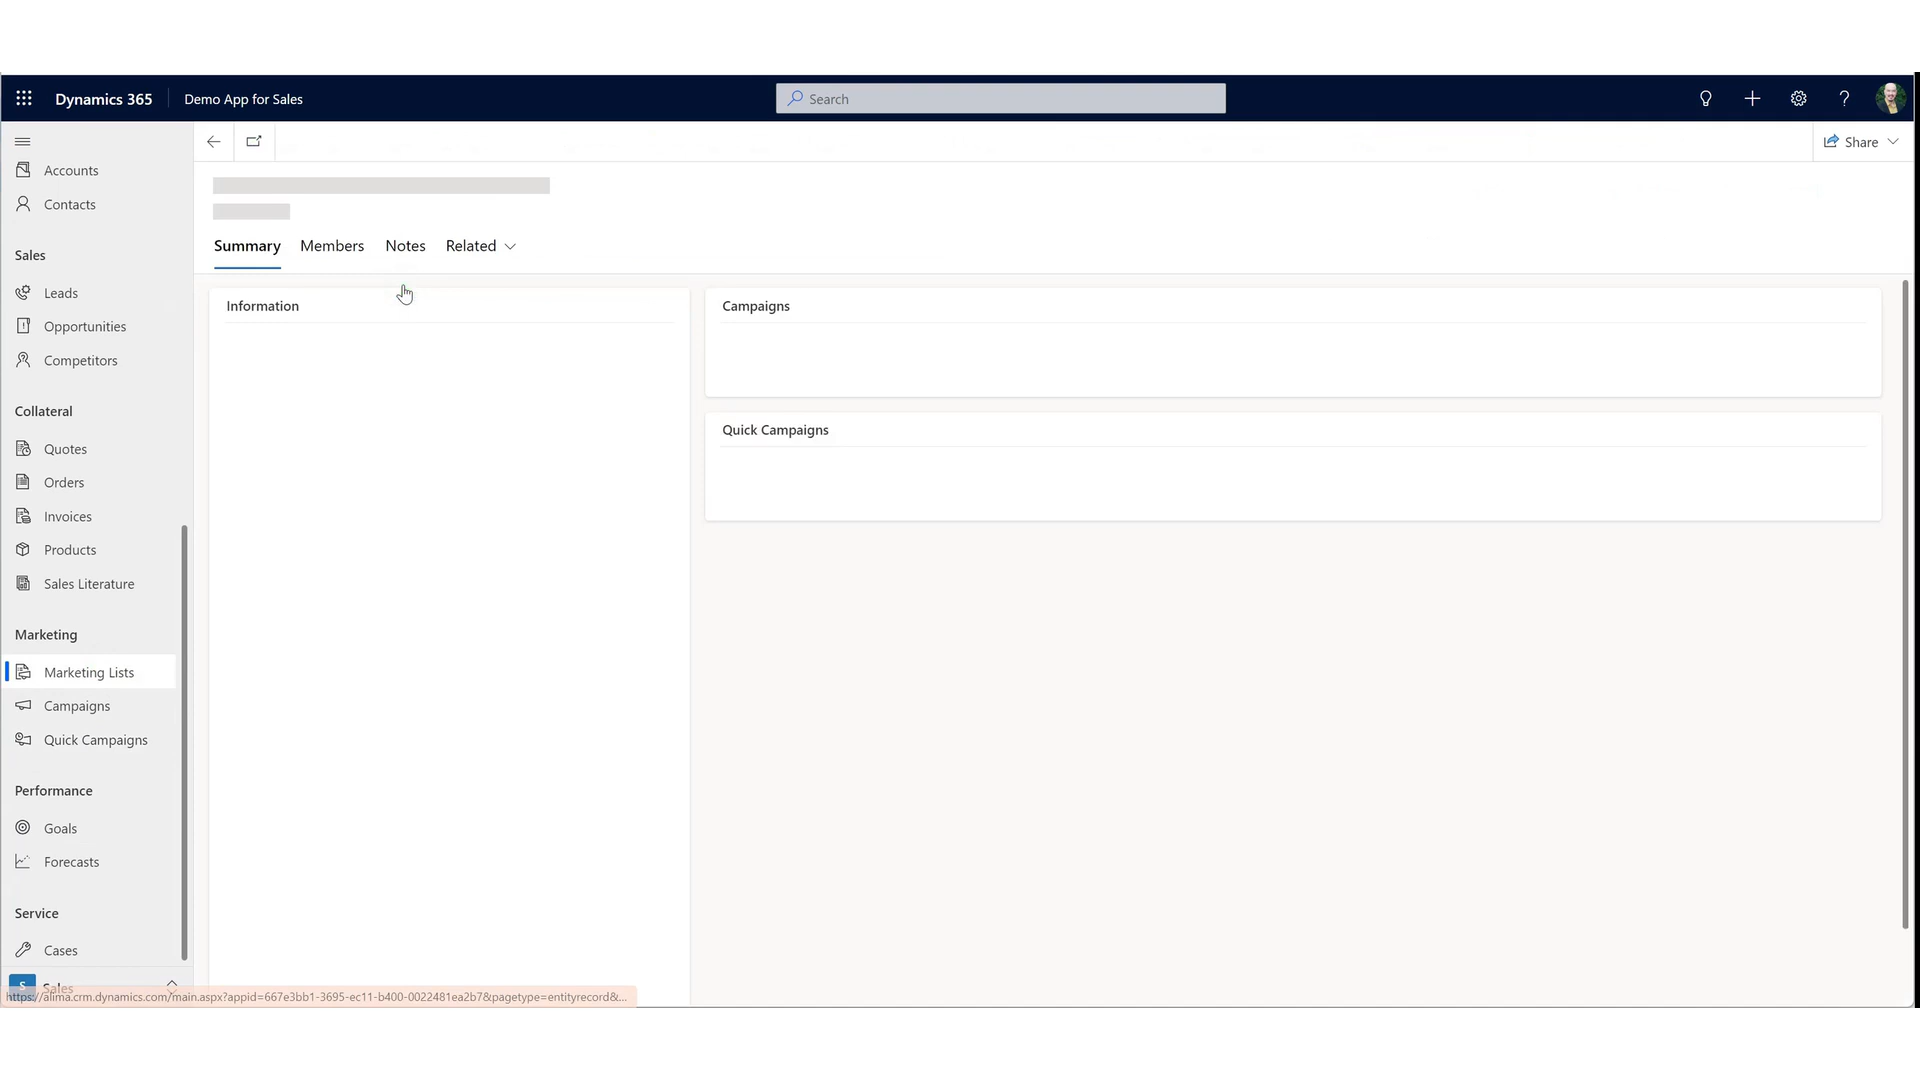 Dynamics 365
Demo App for Sales
Search
?
Share
Accounts
Contacts
Sales
Leads
Opportunities
Competitors
Collateral
Quotes
Orders
Invoices
Products
Sales Literature
Marketing
Marketing Lists
Campaigns
Quick Campaigns
Performance
Goals
Forecasts
Service
Cases
S Sales
https://alima.crm.dynamics.com/main.aspx?appid=667e3bb1-3695-ec11-b400-0022481ea2b7&pagetype=entityrecord&...
Summary Members Notes Related
Information
Campaigns
Quick Campaigns